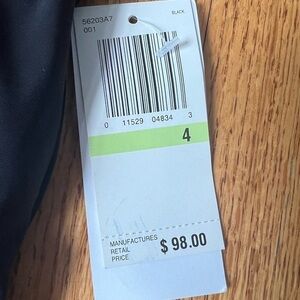 56203A7
BLACK
001
0 11529 04834 3
4
MANUFACTURES
RETAIL
PRICE
$ 98.00